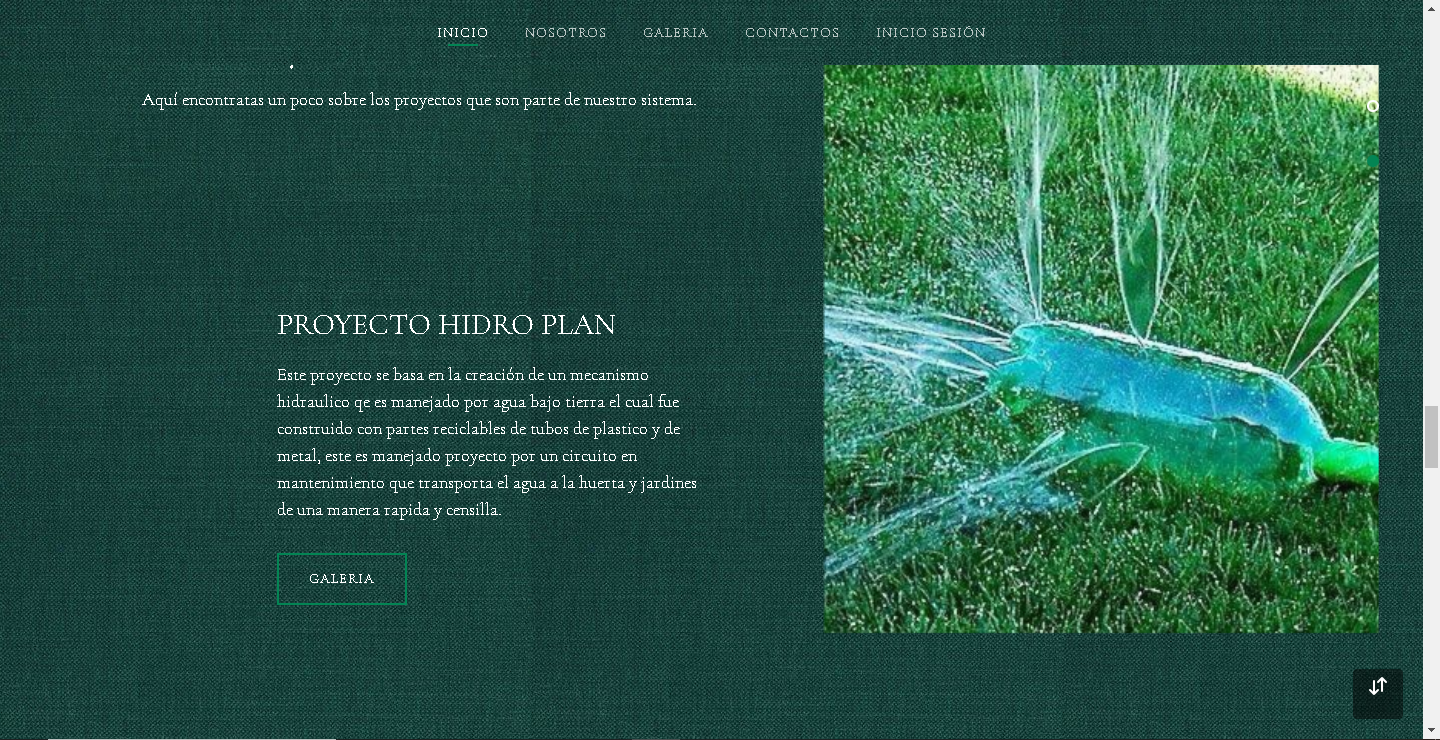 INICIO NOSOTROS GALERIA CONTACTOS INICIO SESIÓN
Aquí encontratas un poco sobre los proyectos que son parte de nuestro sistema.
PROYECTO HIDRO PLAN
Este proyecto se basa en la creación de un mecanismo
hidraulico qe es manejado por agua bajo tierra el cual fue
construido con partes reciclables de tubos de plastico y de
metal, este es manejado proyecto por un circuito en
mantenimiento que transporta el agua a la huerta y jardines
de una manera rapida y censilla.
GALERIA